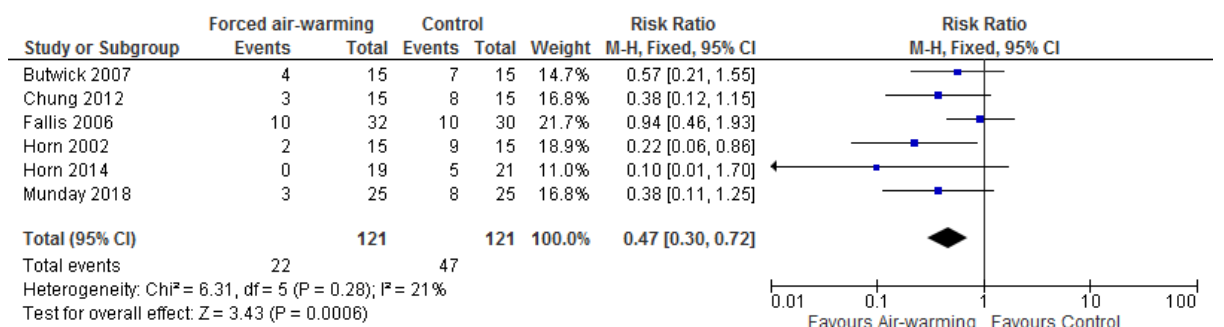 Forced air-warming Control Risk Ratio Risk Ratio
Study or Subgroup Events Total Events Total Weight M-H, Fixed, 95% CI M-H, Fixed, 95% CI
Butwick 2007 4 15 7 15 14.7% 0.57 [0.21, 1.55]
Chung 2012 3 15 8 15 16.8% 0.38 [0.12, 1.15]
Fallis 2006 10 32 10 30 21.7% 0.94 [0.46, 1.93]
Horn 2002 2 15 9 15 18.9% 0.22 [0.06, 0.86]
Horn 2014 0 19 5 21 11.0% 0.10 [0.01, 1.70]
Munday 2018 3 25 8 25 16.8% 0.38 [0.11, 1.25]
Total (95% CI) 121 121 100.0% 0.47 [0.30, 0.72]
Total events 22 47
Heterogeneity: Chi² = 6.31, df = 5 (P = 0.28); I² = 21%
Test for overall effect: Z = 3.43 (P = 0.0006)
0.01 0.1 1 10 100
Favours Air-warming Favours Control